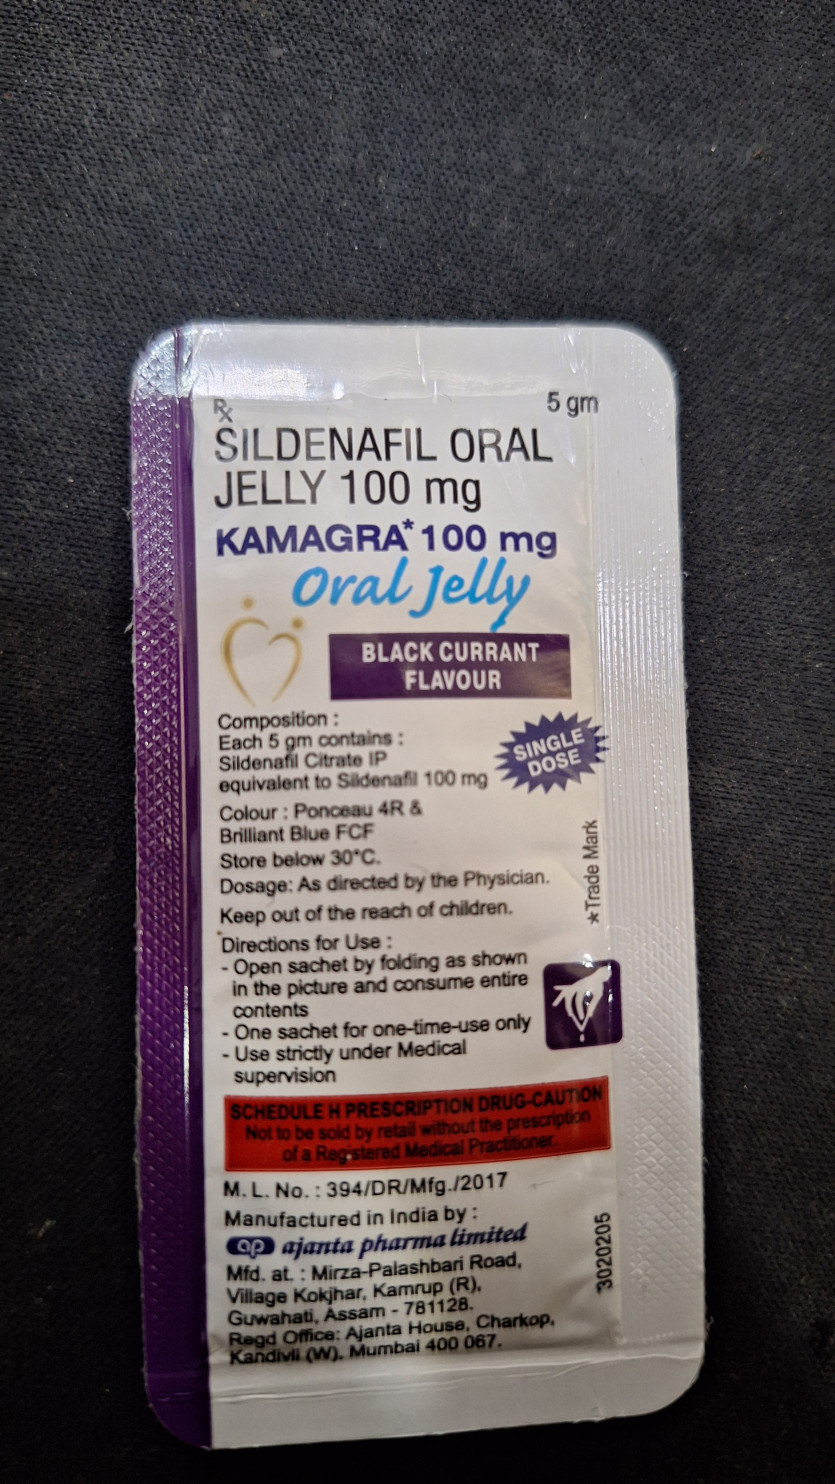 Rx
5 gm
SILDENAFIL ORAL
JELLY 100 mg
KAMAGRA* 100 mg
Oral Jelly
BLACK CURRANT
FLAVOUR
Composition :
Each 5 gm contains :
Sildenafil Citrate IP
equivalent to Sildenafil 100 mg
SINGLE
DOSE
Colour : Ponceau 4R &
Brilliant Blue FCF
Store below 30°C.
Dosage: As directed by the Physician.
Keep out of the reach of children.
*Trade Mark
Directions for Use :
- Open sachet by folding as shown
in the picture and consume entire
contents
- One sachet for one-time-use only
- Use strictly under Medical
supervision
SCHEDULE H PRESCRIPTION DRUG-CAUTION
Not to be sold by retail without the prescription
of a Registered Medical Practitioner.
M. L. No. : 394/DR/Mfg./2017
Manufactured in India by :
ap ajanta pharma limited
Mfd. at. : Mirza-Palashbari Road,
Village Kokjhar, Kamrup (R),
Guwahati, Assam - 781128.
Regd Office: Ajanta House, Charkop,
Kandivli (W). Mumbai 400 067.
3020205